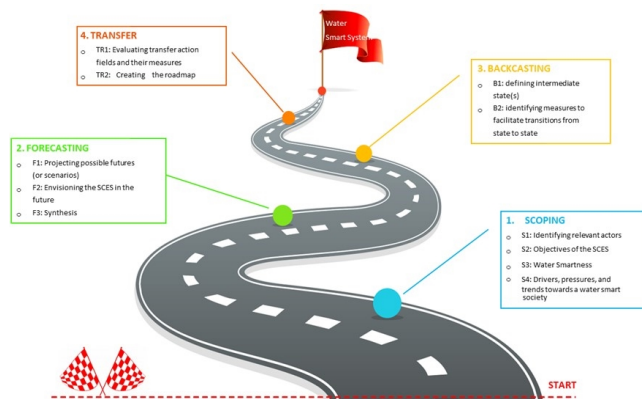 Water
Smart System
4. TRANSFER
TR1: Evaluating transfer action
fields and their measures
TR2: Creating the roadmap
3. BACKCASTING
B1: defining intermediate
state(s)
B2: identifying measures to
facilitate transitions from
state to state
2. FORECASTING
F1: Projecting possible futures
(or scenarios)
F2: Envisioning the SCES in the
future
F3: Synthesis
1. SCOPING
S1: Identifying relevant actors
S2: Objectives of the SCES
S3: Water Smartness
S4: Drivers, pressures, and
trends towards a water smart
society
START